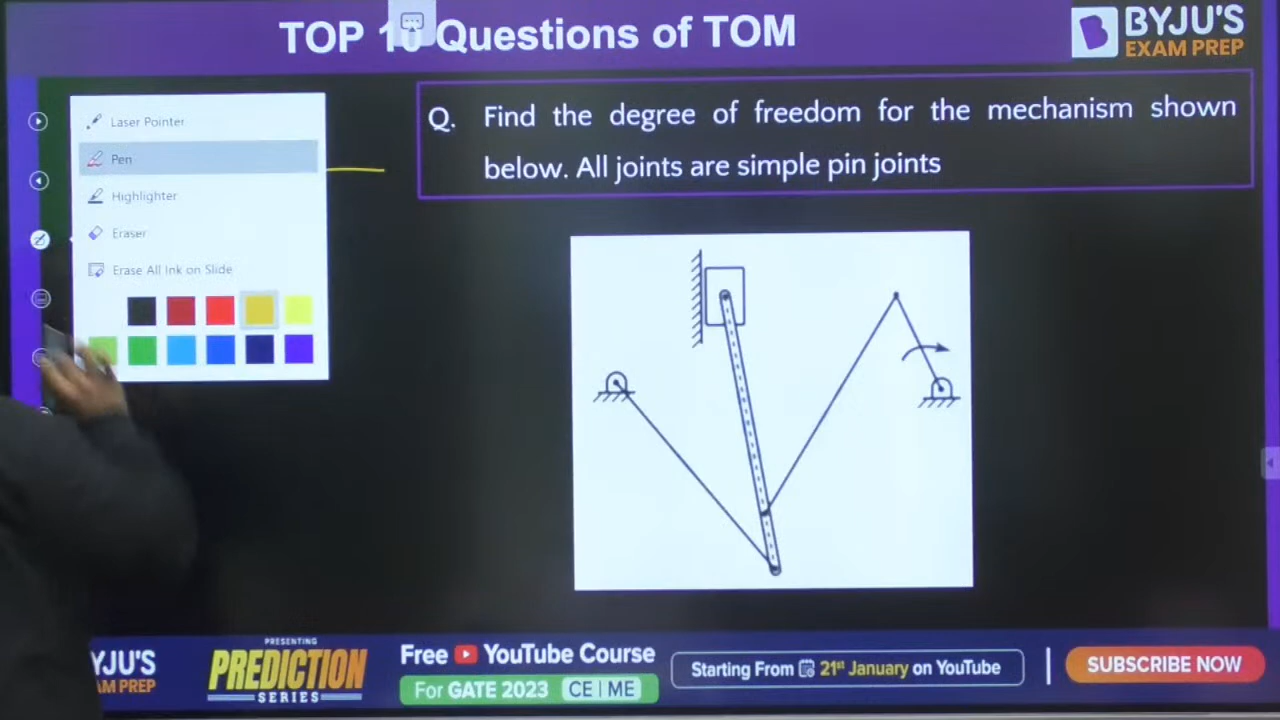 TOP 10 Questions of TOM
BYJU'S
EXAM PREP
Q. Find the degree of freedom for the mechanism shown
below. All joints are simple pin joints
Laser Pointer
Pen
Highlighter
Eraser
Erase All Ink on Slide
YJU'S
AM PREP
PRESENTING
PREDICTION
SERIES
Free YouTube Course
For GATE 2023 CE | ME
Starting From 21st January on YouTube
SUBSCRIBE NOW